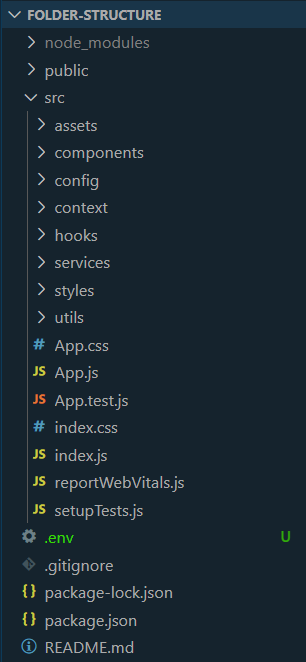 FOLDER-STRUCTURE
node_modules
public
src
assets
components
config
context
hooks
services
styles
utils
# App.css
JS App.js
JS App.test.js
# index.css
JS index.js
JS reportWebVitals.js
JS setupTests.js
.env U
.gitignore
{} package-lock.json
{} package.json
README.md